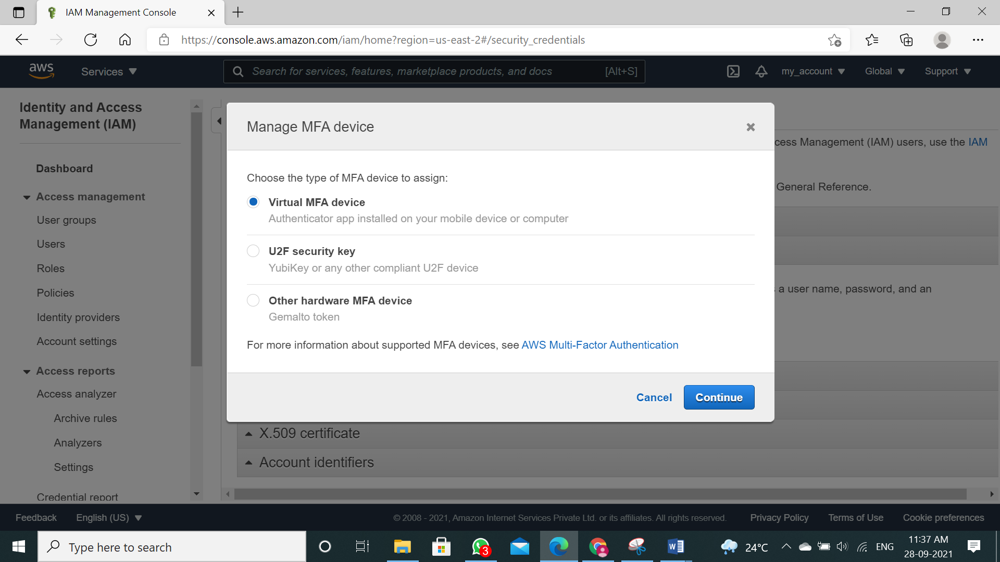 IAM Management Console
https://console.aws.amazon.com/iam/home?region=us-east-2#/security_credentials
aws
Services
Search for services, features, marketplace products, and docs
[Alt+S]
my_account
Global
Support
Identity and Access
Management (IAM)
Dashboard
Access management
User groups
Users
Roles
Policies
Identity providers
Account settings
Access reports
Access analyzer
Archive rules
Analyzers
Settings
Credential report
Manage MFA device
Choose the type of MFA device to assign:
Virtual MFA device
Authenticator app installed on your mobile device or computer
U2F security key
YubiKey or any other compliant U2F device
Other hardware MFA device
Gemalto token
For more information about supported MFA devices, see AWS Multi-Factor Authentication
Cancel
Continue
cess Management (IAM) users, use the IAM
General Reference.
a user name, password, and an
X.509 certificate
Account identifiers
Feedback
English (US)
© 2008 - 2021, Amazon Internet Services Private Ltd. or its affiliates. All rights reserved.
Privacy Policy
Terms of Use
Cookie preferences
Type here to search
3
W
24°C
ENG
11:37 AM
28-09-2021